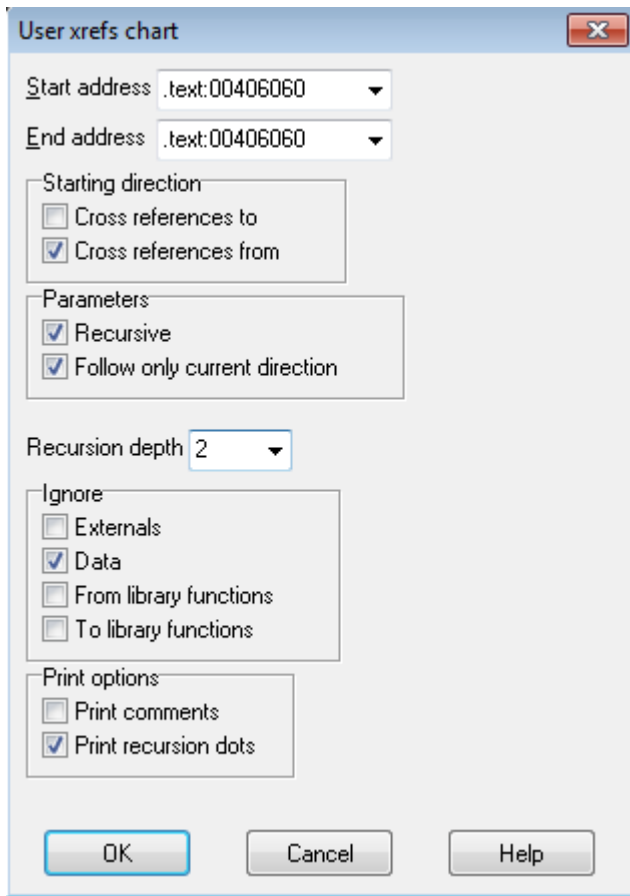 User xrefs chart
Start address .text:00406060
End address .text:00406060
Starting direction
Cross references to
Cross references from
Parameters
Recursive
Follow only current direction
Recursion depth 2
Ignore
Externals
Data
From library functions
To library functions
Print options
Print comments
Print recursion dots
OK Cancel Help